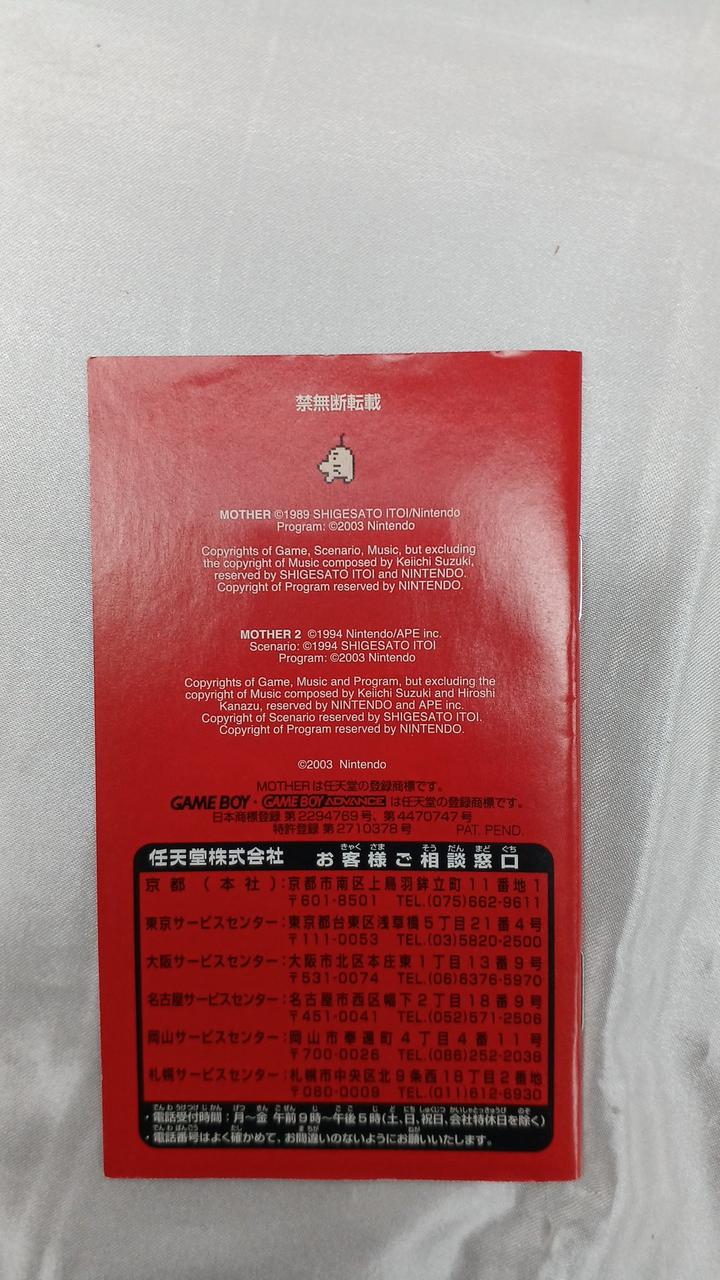 禁無断転載
MOTHER ©1989 SHIGESATO ITOI/Nintendo
Program: ©2003 Nintendo
Copyrights of Game, Scenario, Music, but excluding
the copyright of Music composed by Keiichi Suzuki,
reserved by SHIGESATO ITOI and NINTENDO.
Copyright of Program reserved by NINTENDO.
MOTHER 2 ©1994 Nintendo/APE inc.
Scenario: ©1994 SHIGESATO ITOI
Program: ©2003 Nintendo
Copyrights of Game, Music and Program, but excluding the
copyright of Music composed by Keiichi Suzuki and Hiroshi
Kanazu, reserved by NINTENDO and APE inc.
Copyright of Scenario reserved by SHIGESATO ITOI.
Copyright of Program reserved by NINTENDO.
©2003 Nintendo
MOTHERは任天堂の登録商標です。
GAME BOY・GAME BOY ADVANCE は任天堂の登録商標です。
日本商標登録 第2294769号、第4470747号
特許登録 第2710378号 PAT. PEND.
任天堂株式会社 お客様ご相談窓口
京都(本社):京都市南区上鳥羽鉾立町11番地1
〒601-8501 TEL.(075)662-9611
東京サービスセンター:東京都台東区浅草橋5丁目21番4号
〒111-0053 TEL.(03)5820-2500
大阪サービスセンター:大阪市北区本庄東1丁目13番9号
〒531-0074 TEL.(06)6376-5970
名古屋サービスセンター:名古屋市西区幅下2丁目18番9号
〒451-0041 TEL.(052)571-2506
岡山サービスセンター:岡山市奉還町4丁目4番11号
〒700-0026 TEL.(086)252-2038
札幌サービスセンター:札幌市中央区北9条西18丁目2番地
〒060-0009 TEL.(011)612-6930
・電話受付時間:月〜金 午前9時〜午後5時(土、日、祝日、会社特休日を除く)
・電話番号はよく確かめて、お間違いのないようにお願いいたします。